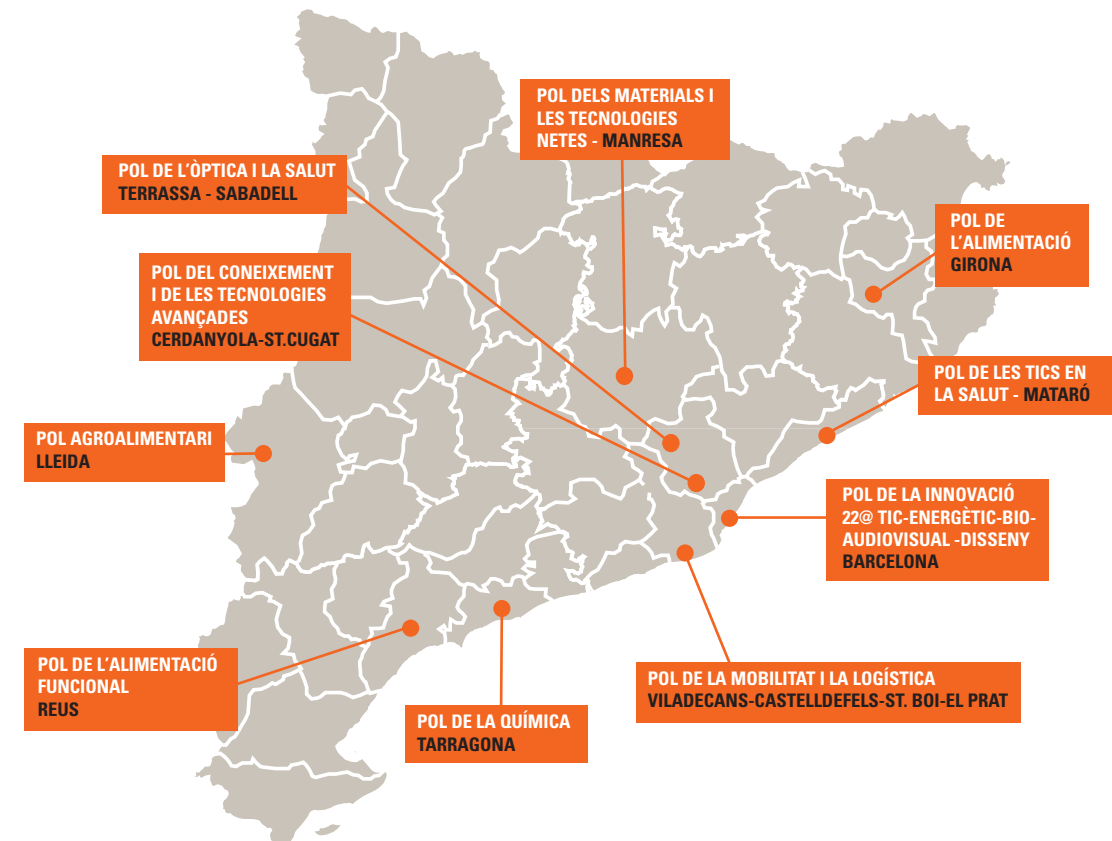 POL DELS MATERIALS I
LES TECNOLOGIES
NETES - MANRESA
POL DE L'ÒPTICA I LA SALUT
TERRASSA - SABADELL
POL DE
L'ALIMENTACIÓ
GIRONA
POL DEL CONEIXEMENT
I DE LES TECNOLOGIES
AVANÇADES
CERDANYOLA-ST.CUGAT
POL DE LES TICS EN
LA SALUT - MATARÓ
POL AGROALIMENTARI
LLEIDA
POL DE LA INNOVACIÓ
22@ TIC-ENERGÈTIC-BIO-
AUDIOVISUAL -DISSENY
BARCELONA
POL DE L'ALIMENTACIÓ
FUNCIONAL
REUS
POL DE LA MOBILITAT I LA LOGÍSTICA
VILADECANS-CASTELLDEFELS-ST. BOI-EL PRAT
POL DE LA QUÍMICA
TARRAGONA